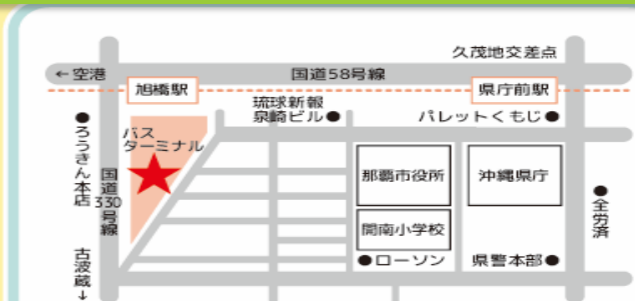 久茂地交差点
←空港
国道58号線
旭橋駅
県庁前駅
琉球新報
泉崎ビル●
パレットくもじ●
●ろうきん本店
バス
ターミナル
国道330号線
那覇市役所
沖縄県庁
●全労済
開南小学校
●ローソン
県警本部●
古波蔵↓